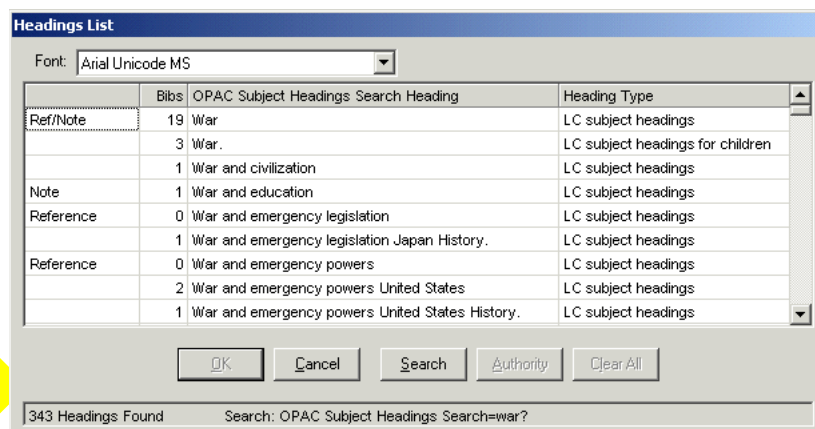 Headings List
Font: Arial Unicode MS
Bibs OPAC Subject Headings Search Heading Heading Type
Ref/Note 19 War LC subject headings
3 War. LC subject headings for children
1 War and civilization LC subject headings
Note 1 War and education LC subject headings
Reference 0 War and emergency legislation LC subject headings
1 War and emergency legislation Japan History. LC subject headings
Reference 0 War and emergency powers LC subject headings
2 War and emergency powers United States LC subject headings
1 War and emergency powers United States History. LC subject headings
OK Cancel Search Authority Clear All
343 Headings Found Search: OPAC Subject Headings Search=war?